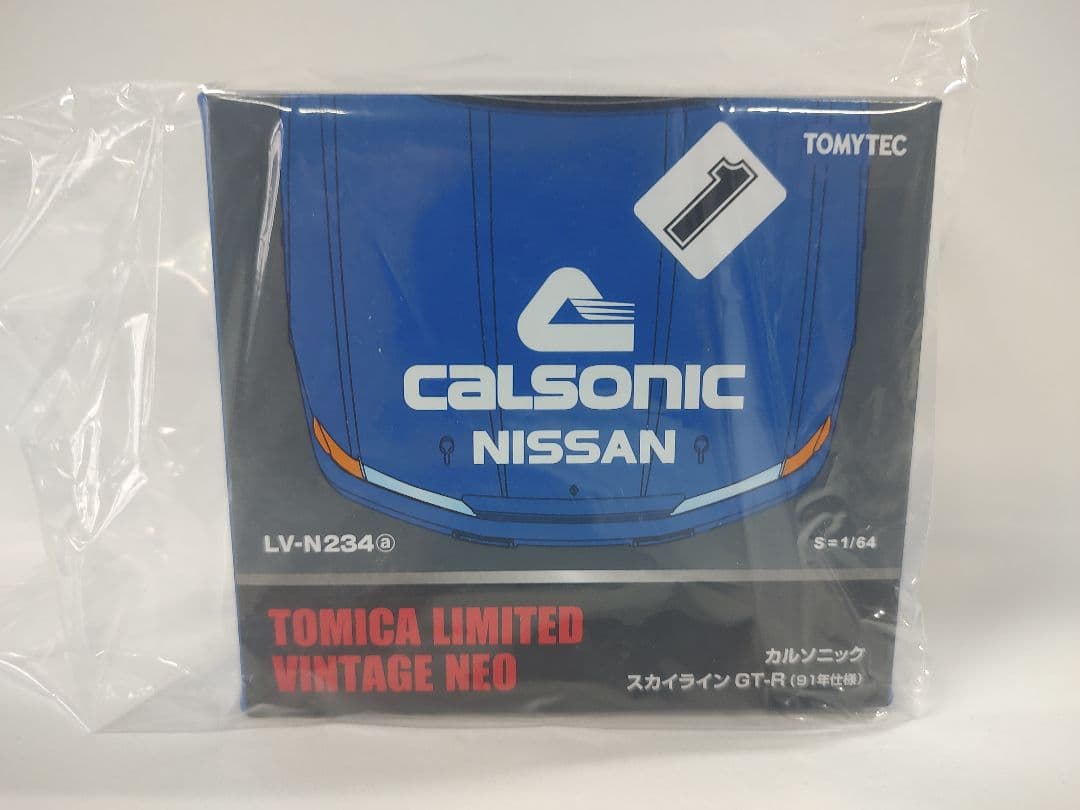 TOMYTEC
1
CALSONIC
NISSAN
LV-N234ⓐ
S=1/64
TOMICA LIMITED
VINTAGE NEO
カルソニック
スカイライン GT-R (91年仕様)